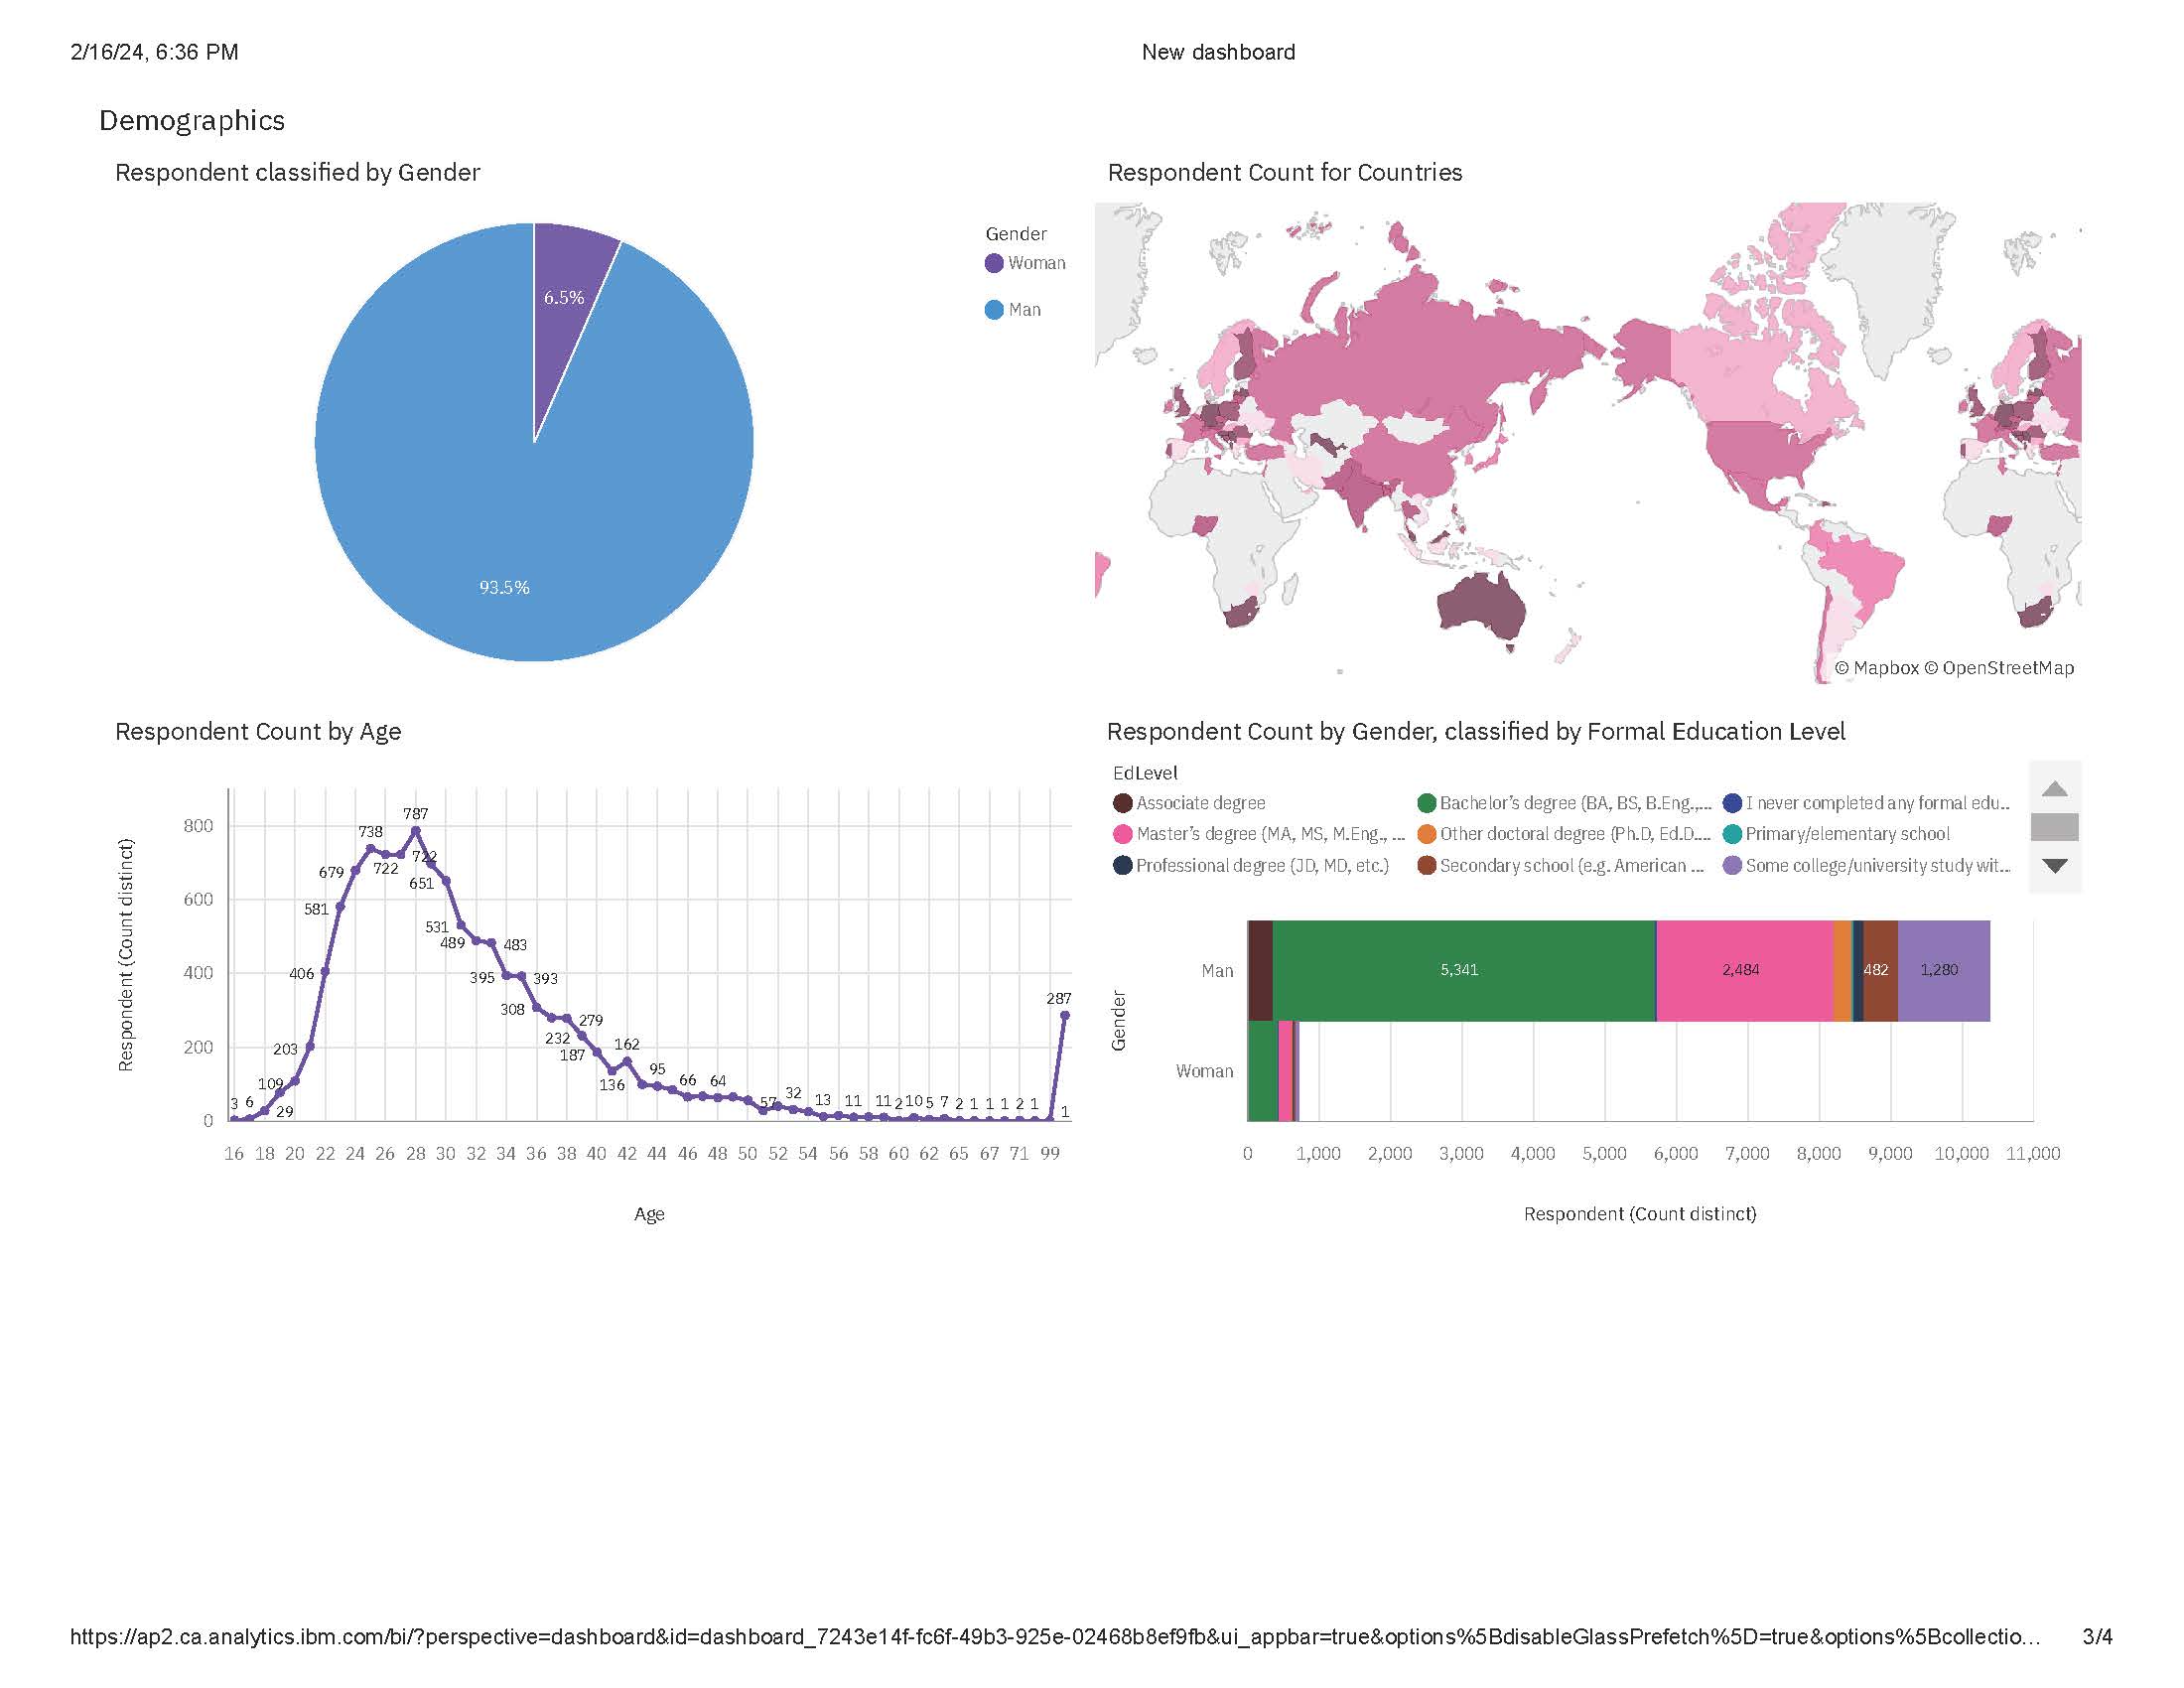 2/16/24, 6:36 PM
New dashboard
Demographics
Respondent classified by Gender
6.5%
93.5%
Gender
Woman
Man
Respondent Count for Countries
© Mapbox © OpenStreetMap
Respondent Count by Age
Respondent (Count distinct)
800
600
400
200
0
3 6 29 109 203 406 581 679 738 722 787 722 651 531 489 483 395 393 308 279 232 187 136 162 95 66 64 57 32 13 11 11 2 10 5 7 2 1 1 1 2 1 1 287
16 18 20 22 24 26 28 30 32 34 36 38 40 42 44 46 48 50 52 54 56 58 60 62 65 67 71 99
Age
Respondent Count by Gender, classified by Formal Education Level
EdLevel
Associate degree
Bachelor's degree (BA, BS, B.Eng.,...
I never completed any formal edu..
Master's degree (MA, MS, M.Eng., ...
Other doctoral degree (Ph.D, Ed.D....
Primary/elementary school
Professional degree (JD, MD, etc.)
Secondary school (e.g. American ...
Some college/university study wit...
Gender
Man
5,341 2,484 482 1,280
Woman
0 1,000 2,000 3,000 4,000 5,000 6,000 7,000 8,000 9,000 10,000 11,000
Respondent (Count distinct)
https://ap2.ca.analytics.ibm.com/bi/?perspective=dashboard&id=dashboard_7243e14f-fc6f-49b3-925e-02468b8ef9fb&ui_appbar=true&options%5BdisableGlassPrefetch%5D=true&options%5Bcollectio…
3/4